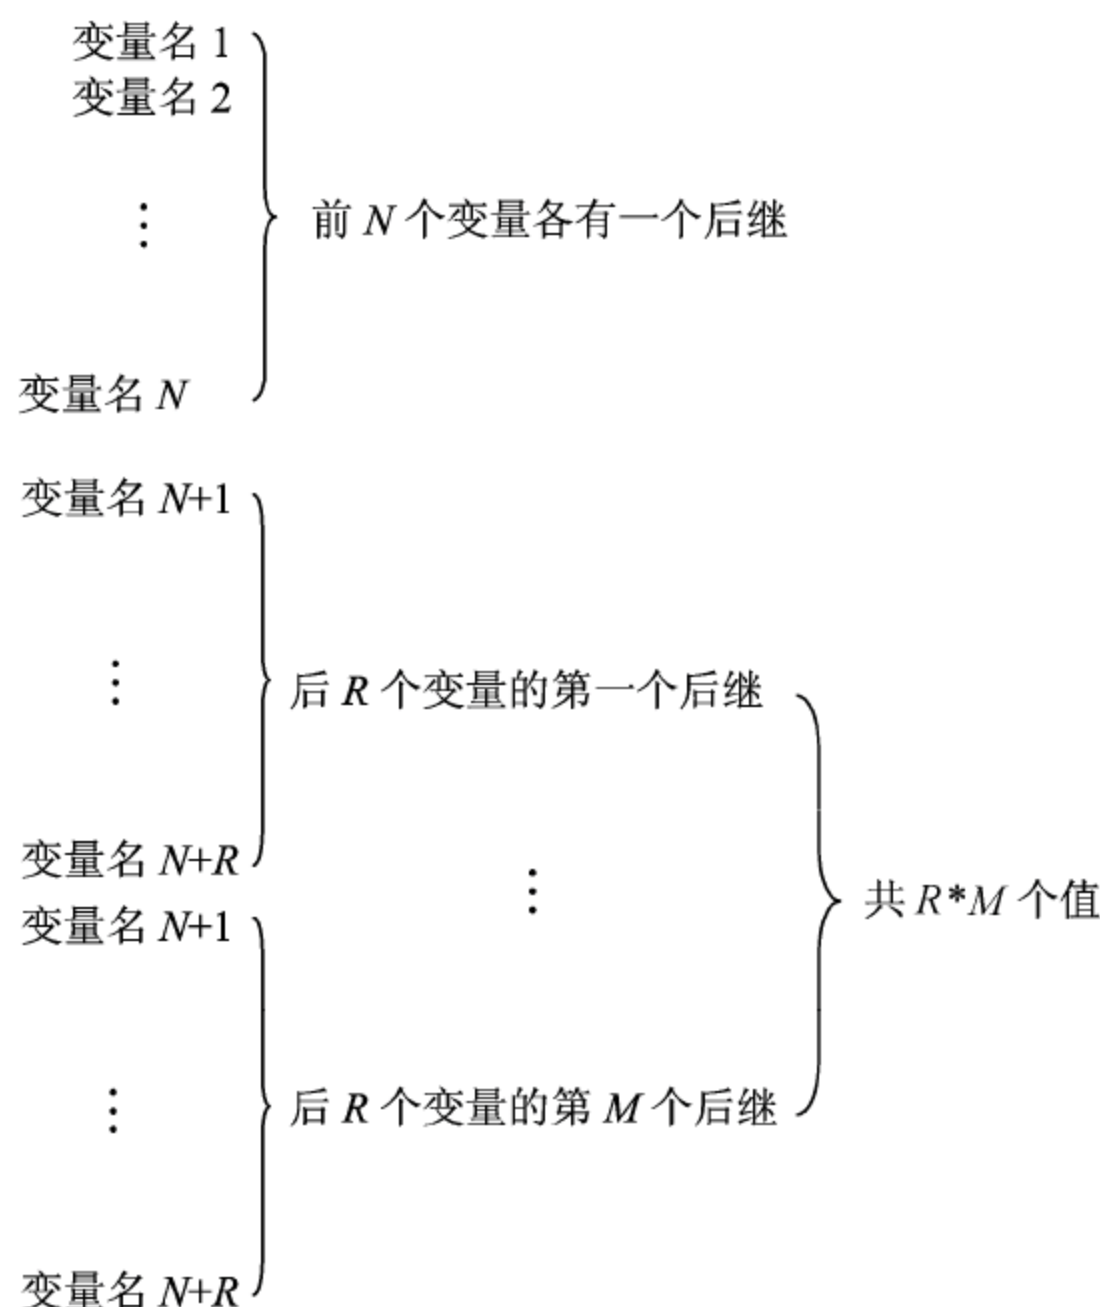 变量名 1
变量名 2
⋮
前 N 个变量各有一个后继
变量名 N
变量名 N+1
⋮
后 R 个变量的第一个后继
变量名 N+R
⋮
共 R*M 个值
变量名 N+1
⋮
后 R 个变量的第 M 个后继
变量名 N+R